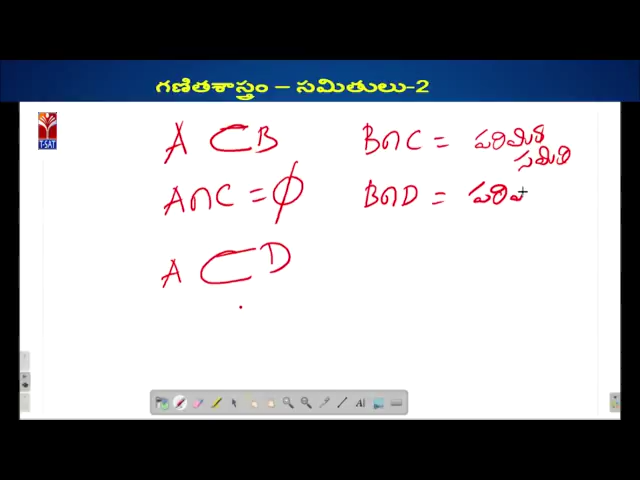 గణితశాస్త్రం – సమితులు-2
T-SAT
A ⊂ B
B∩C = పరిమిత
సమితి
A∩C = ϕ
B∩D = పరి
A ⊂ D